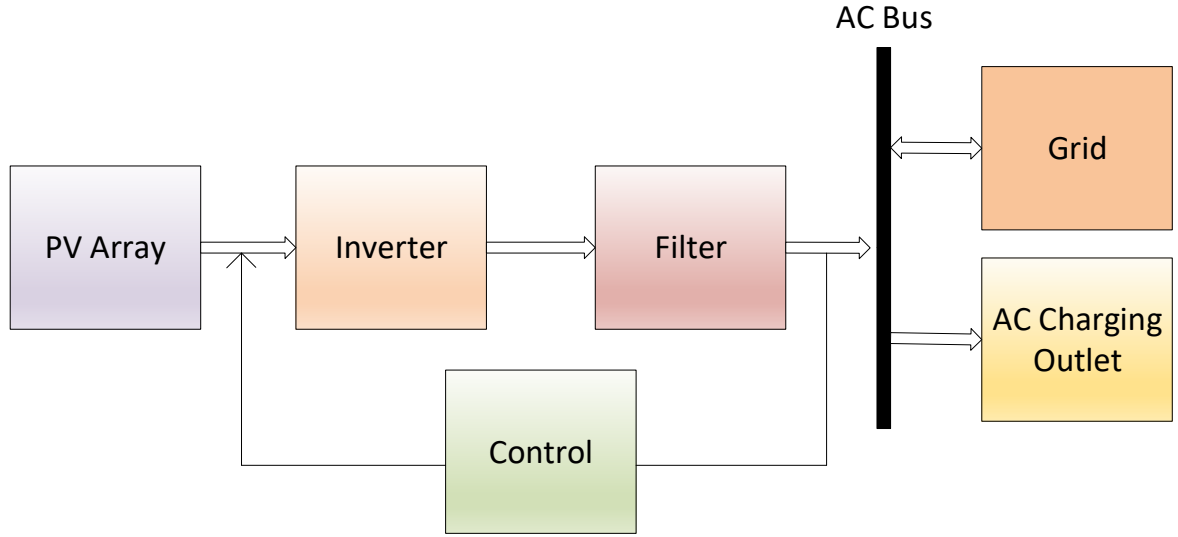 AC Bus
Grid
PV Array
Inverter
Filter
AC Charging
Outlet
Control